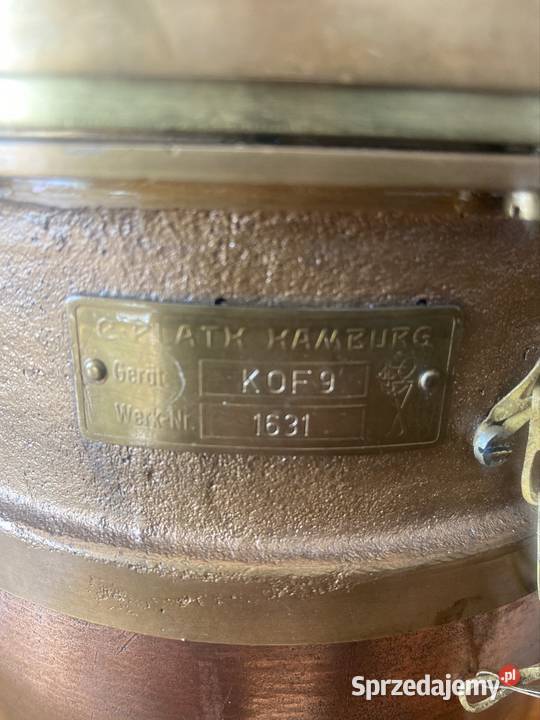 C. PLATH HAMBURG
Gerät KOF9
Werk-Nr. 1631
Sprzedajemy.pl